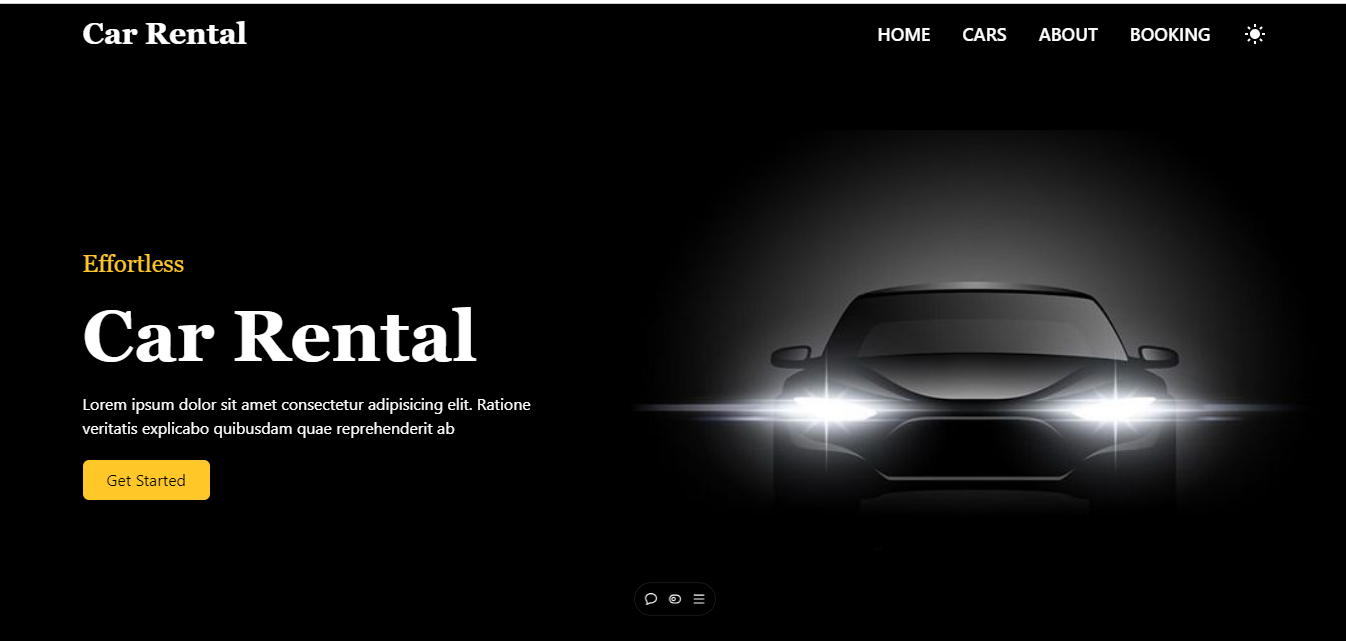 Car Rental
HOME CARS ABOUT BOOKING
Effortless
Car Rental
Lorem ipsum dolor sit amet consectetur adipisicing elit. Ratione
veritatis explicabo quibusdam quae reprehenderit ab
Get Started